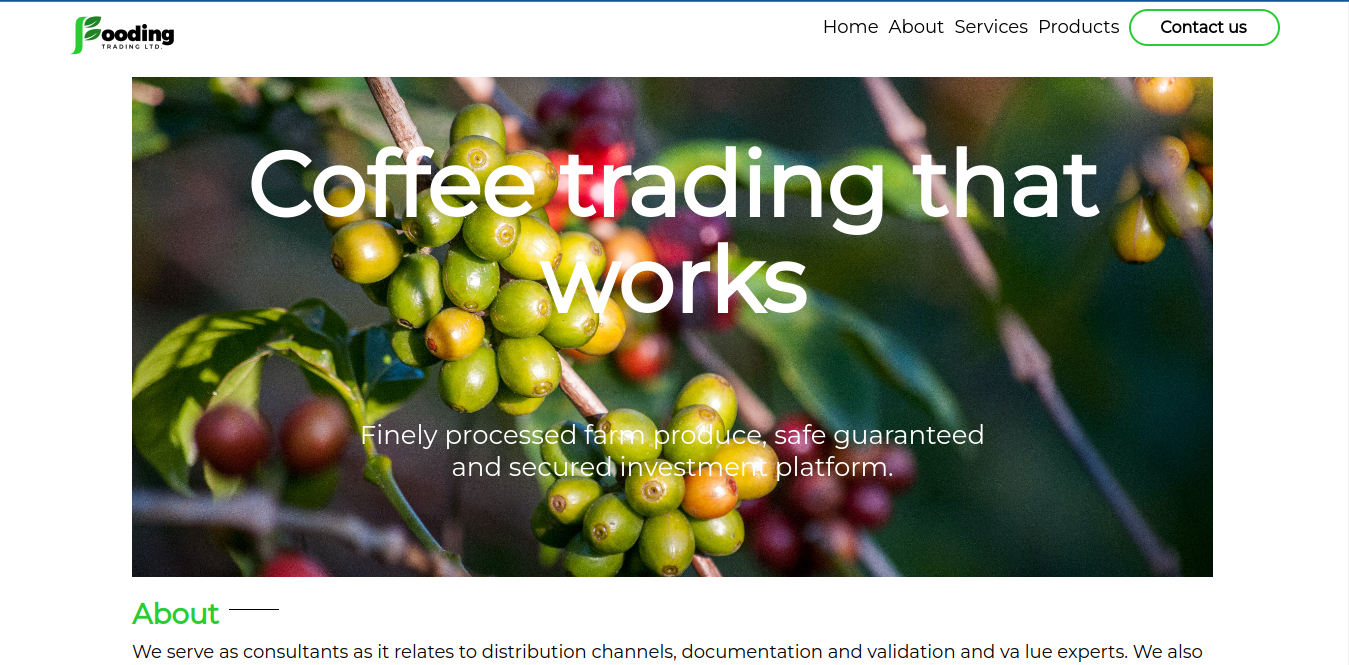 Fooding
TRADING LTD.
Home About Services Products Contact us
Coffee trading that
works
Finely processed farm produce, safe guaranteed
and secured investment platform.
About
We serve as consultants as it relates to distribution channels, documentation and validation and va lue experts. We also